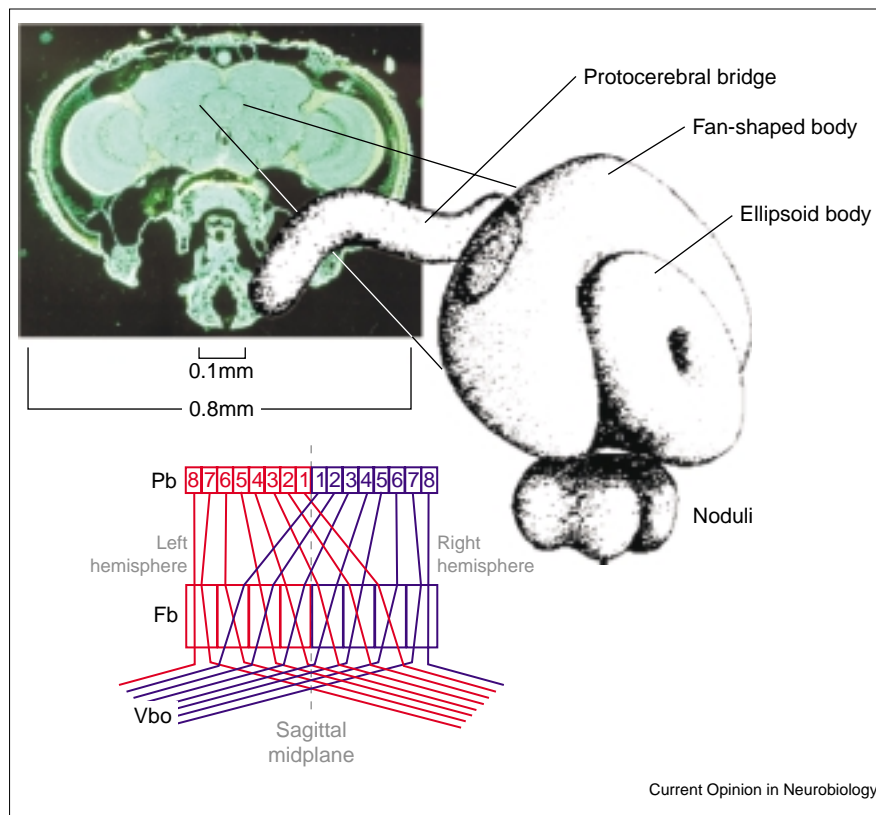 Protocerebral bridge
Fan-shaped body
Ellipsoid body
0.1mm
0.8mm
Pb 8 7 6 5 4 3 2 1 1 2 3 4 5 6 7 8
Noduli
Left hemisphere
Right hemisphere
Fb
Vbo
Sagittal midplane
Current Opinion in Neurobiology